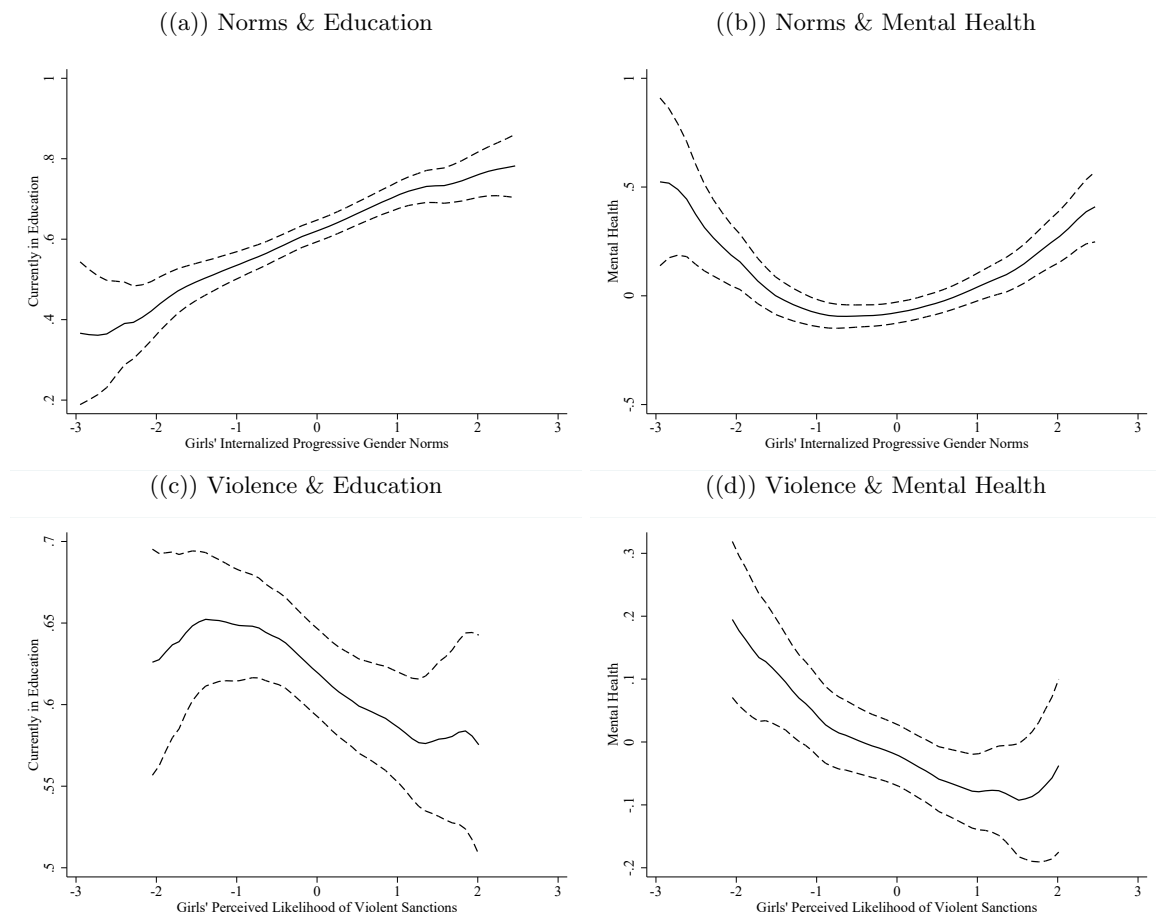 ((a)) Norms & Education
((b)) Norms & Mental Health
Currently in Education
1
.8
.6
.4
.2
-3 -2 -1 0 1 2 3
Girls' Internalized Progressive Gender Norms
Mental Health
1
.5
0
-.5
-3 -2 -1 0 1 2 3
Girls' Internalized Progressive Gender Norms
((c)) Violence & Education
((d)) Violence & Mental Health
Currently in Education
.7
.65
.6
.55
.5
-3 -2 -1 0 1 2 3
Girls' Perceived Likelihood of Violent Sanctions
Mental Health
.3
.2
.1
0
-.1
-.2
-3 -2 -1 0 1 2 3
Girls' Perceived Likelihood of Violent Sanctions